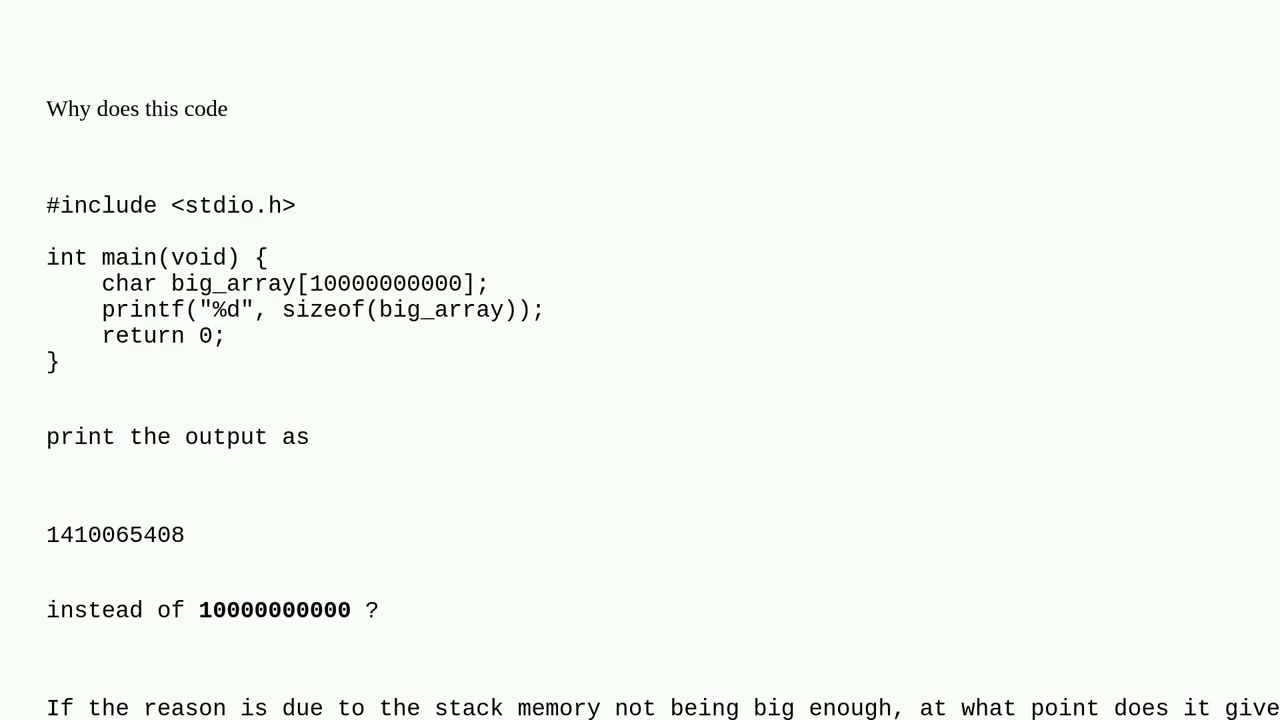 Why does this code
#include <stdio.h>
int main(void) {
    char big_array[10000000000];
    printf("%d", sizeof(big_array));
    return 0;
}
print the output as
1410065408
instead of 10000000000 ?
If the reason is due to the stack memory not being big enough, at what point does it give